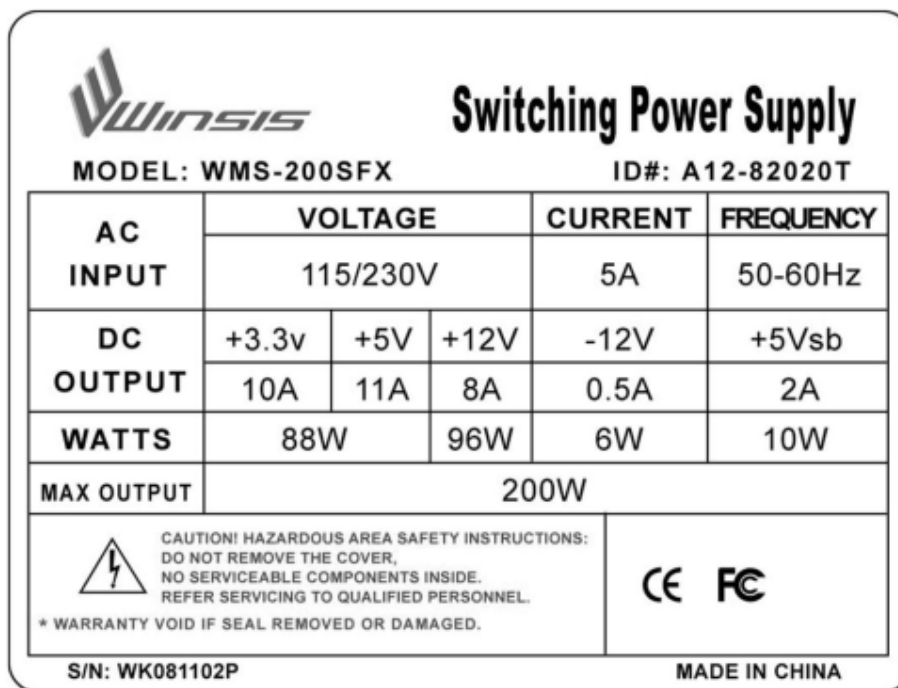 Winsis
Switching Power Supply
MODEL: WMS-200SFX ID#: A12-82020T
AC INPUT VOLTAGE CURRENT FREQUENCY
115/230V 5A 50-60Hz
DC OUTPUT +3.3v +5V +12V -12V +5Vsb
10A 11A 8A 0.5A 2A
WATTS 88W 96W 6W 10W
MAX OUTPUT 200W
CAUTION! HAZARDOUS AREA SAFETY INSTRUCTIONS:
DO NOT REMOVE THE COVER,
NO SERVICEABLE COMPONENTS INSIDE.
REFER SERVICING TO QUALIFIED PERSONNEL.
* WARRANTY VOID IF SEAL REMOVED OR DAMAGED.
CE FC
S/N: WK081102P MADE IN CHINA